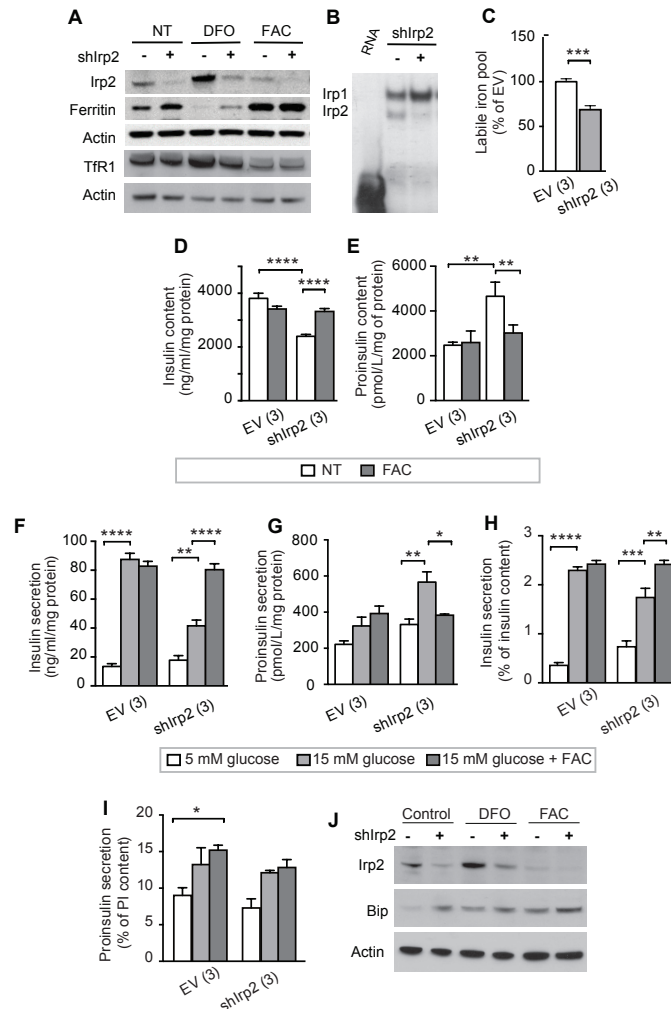 A
NT DFO FAC
shIrp2 - + - + - +
Irp2
Ferritin
Actin
TfR1
Actin
B
RNA
shIrp2
- +
Irp1
Irp2
C
Labile iron pool
(% of EV)
150
100
50
0
***
EV (3)
shIrp2 (3)
D
Insulin content
(ng/ml/mg protein)
4000
2000
0
****
****
EV (3)
shIrp2 (3)
E
Proinsulin content
(pmol/L/mg of protein)
6000
4000
2000
0
**
**
EV (3)
shIrp2 (3)
NT FAC
F
Insulin secretion
(ng/ml/mg protein)
100
80
60
40
20
0
****
**
****
EV (3)
shIrp2 (3)
G
Proinsulin secretion
(pmol/L/mg protein)
800
600
400
200
0
**
*
EV (3)
shIrp2 (3)
H
Insulin secretion
(% of insulin content)
3
2
1
0
****
***
**
EV (3)
shIrp2 (3)
5 mM glucose 15 mM glucose 15 mM glucose + FAC
I
Proinsulin secretion
(% of PI content)
20
15
10
5
0
*
EV (3)
shIrp2 (3)
J
Control DFO FAC
shIrp2 - + - + - +
Irp2
Bip
Actin